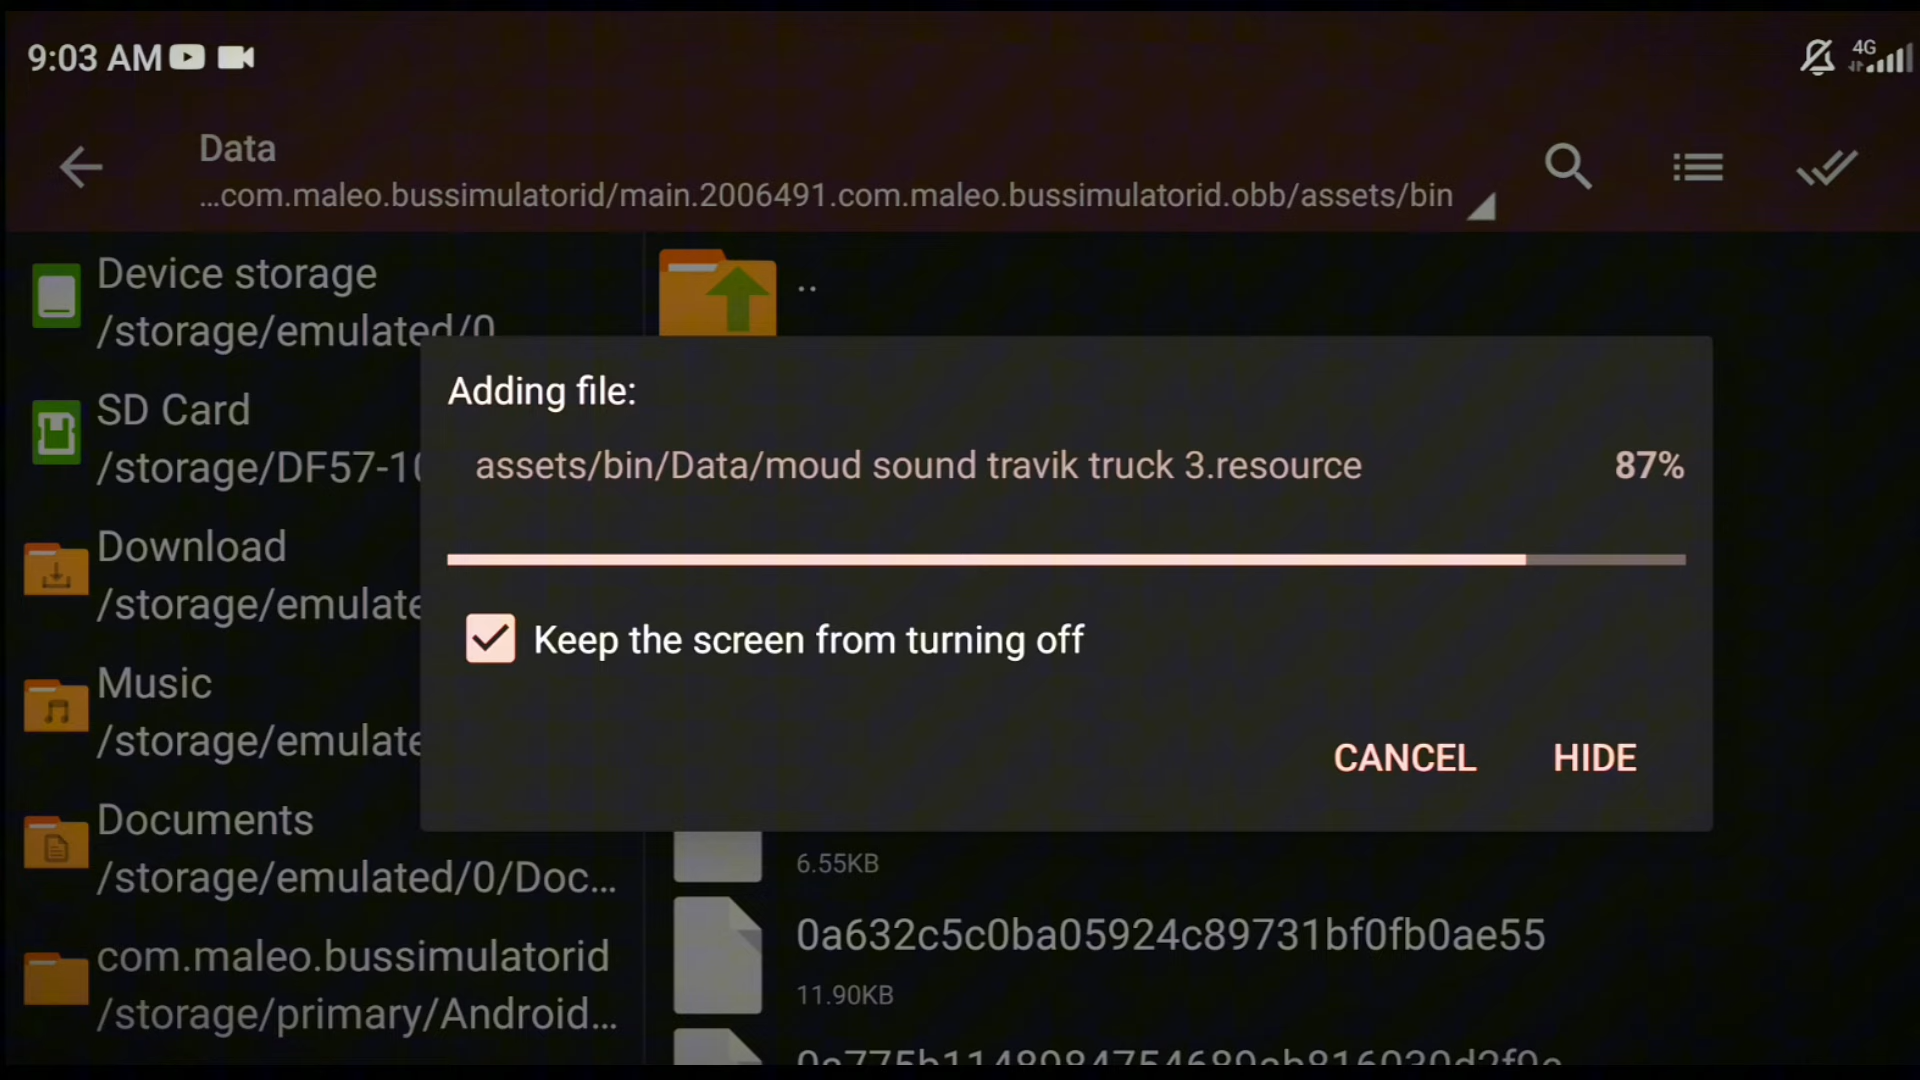 9:03 AM
4G
Data
...com.maleo.bussimulatorid/main.2006491.com.maleo.bussimulatorid.obb/assets/bin
Device storage
/storage/emulated/0
..
SD Card
/storage/DF57-10
Download
/storage/emulate
Music
/storage/emulate
Documents
/storage/emulated/0/Doc...
com.maleo.bussimulatorid
/storage/primary/Android...
Adding file:
assets/bin/Data/moud sound travik truck 3.resource
87%
Keep the screen from turning off
CANCEL
HIDE
6.55KB
0a632c5c0ba05924c89731bf0fb0ae55
11.90KB